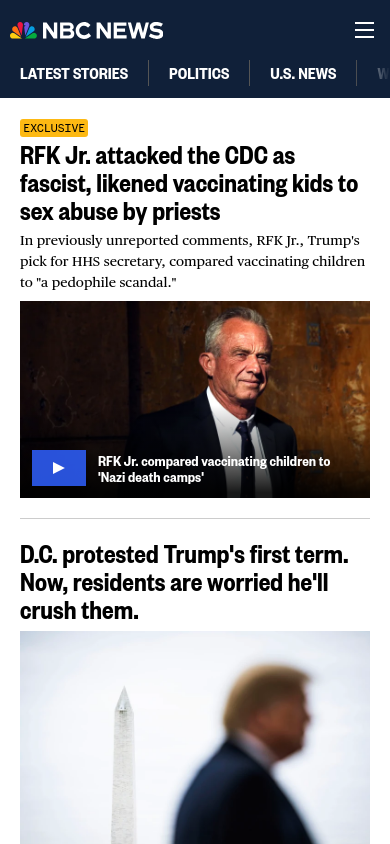 NBC NEWS
LATEST STORIES
POLITICS
U.S. NEWS
EXCLUSIVE
RFK Jr. attacked the CDC as
fascist, likened vaccinating kids to
sex abuse by priests
In previously unreported comments, RFK Jr., Trump's
pick for HHS secretary, compared vaccinating children
to "a pedophile scandal."
RFK Jr. compared vaccinating children to
'Nazi death camps'
D.C. protested Trump's first term.
Now, residents are worried he'll
crush them.